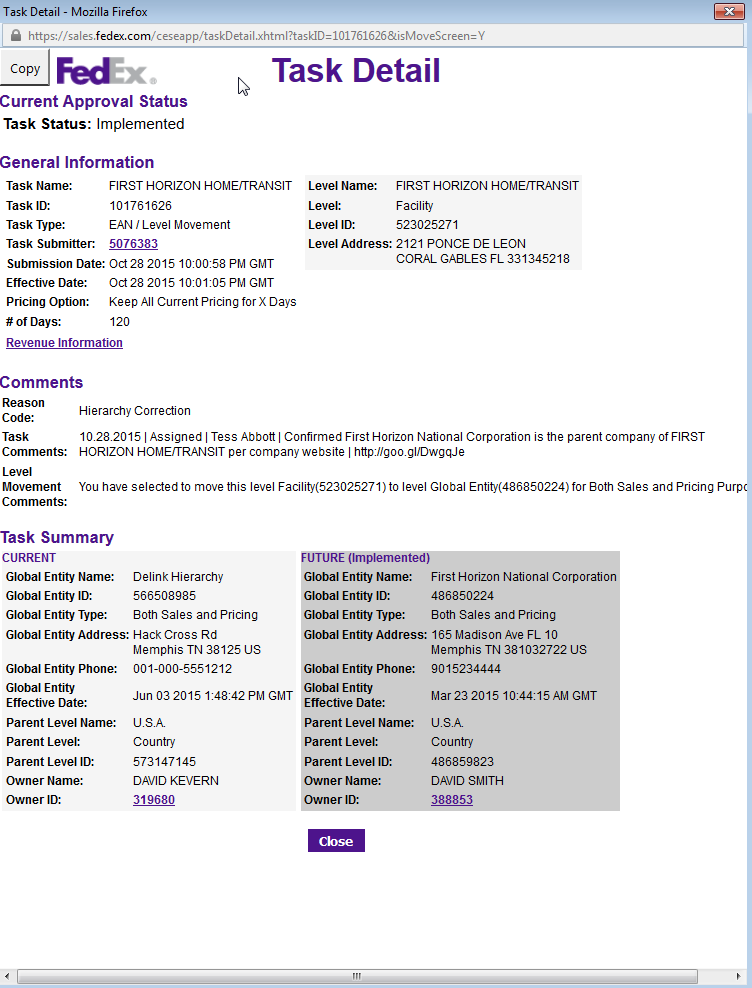 Task Detail - Mozilla Firefox
https://sales.fedex.com/ceseapp/taskDetail.xhtml?taskID=101761626&isMoveScreen=Y
Copy FedEx® Task Detail
Current Approval Status
Task Status: Implemented
General Information
Task Name: FIRST HORIZON HOME/TRANSIT Level Name: FIRST HORIZON HOME/TRANSIT
Task ID: 101761626 Level: Facility
Task Type: EAN / Level Movement Level ID: 523025271
Task Submitter: 5076383 Level Address: 2121 PONCE DE LEON
CORAL GABLES FL 331345218
Submission Date: Oct 28 2015 10:00:58 PM GMT
Effective Date: Oct 28 2015 10:01:05 PM GMT
Pricing Option: Keep All Current Pricing for X Days
# of Days: 120
Revenue Information
Comments
Reason
Code: Hierarchy Correction
Task 10.28.2015 | Assigned | Tess Abbott | Confirmed First Horizon National Corporation is the parent company of FIRST
Comments: HORIZON HOME/TRANSIT per company website | http://goo.gl/DwgqJe
Level
Movement You have selected to move this level Facility(523025271) to level Global Entity(486850224) for Both Sales and Pricing Purpo
Comments:
Task Summary
CURRENT FUTURE (Implemented)
Global Entity Name: Delink Hierarchy Global Entity Name: First Horizon National Corporation
Global Entity ID: 566508985 Global Entity ID: 486850224
Global Entity Type: Both Sales and Pricing Global Entity Type: Both Sales and Pricing
Global Entity Address: Hack Cross Rd Global Entity Address: 165 Madison Ave FL 10
Memphis TN 38125 US Memphis TN 381032722 US
Global Entity Phone: 001-000-5551212 Global Entity Phone: 9015234444
Global Entity Global Entity
Effective Date: Jun 03 2015 1:48:42 PM GMT Effective Date: Mar 23 2015 10:44:15 AM GMT
Parent Level Name: U.S.A. Parent Level Name: U.S.A.
Parent Level: Country Parent Level: Country
Parent Level ID: 573147145 Parent Level ID: 486859823
Owner Name: DAVID KEVERN Owner Name: DAVID SMITH
Owner ID: 319680 Owner ID: 388853
Close